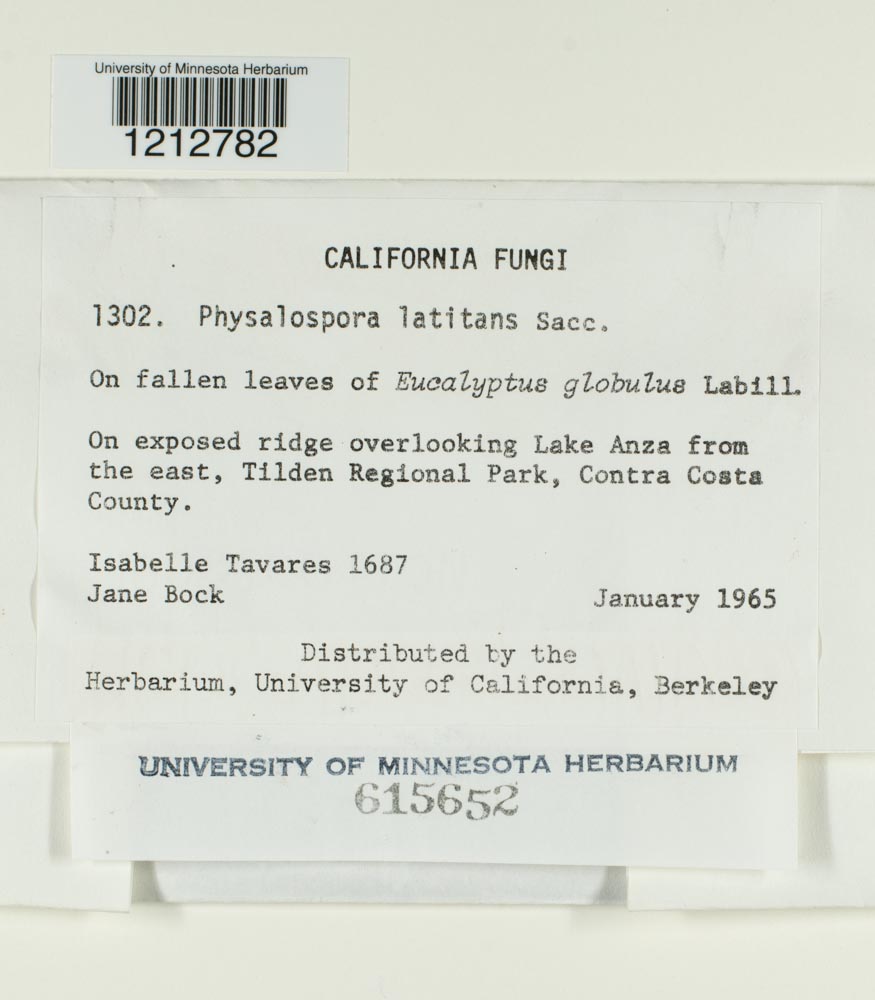 University of Minnesota Herbarium
1212782
CALIFORNIA FUNGI
1302. Physalospora latitans Sacc.
On fallen leaves of Eucalyptus globulus Labill.
On exposed ridge overlooking Lake Anza from
the east, Tilden Regional Park, Contra Costa
County.
Isabelle Tavares 1687
Jane Bock January 1965
Distributed by the
Herbarium, University of California, Berkeley
UNIVERSITY OF MINNESOTA HERBARIUM
615652